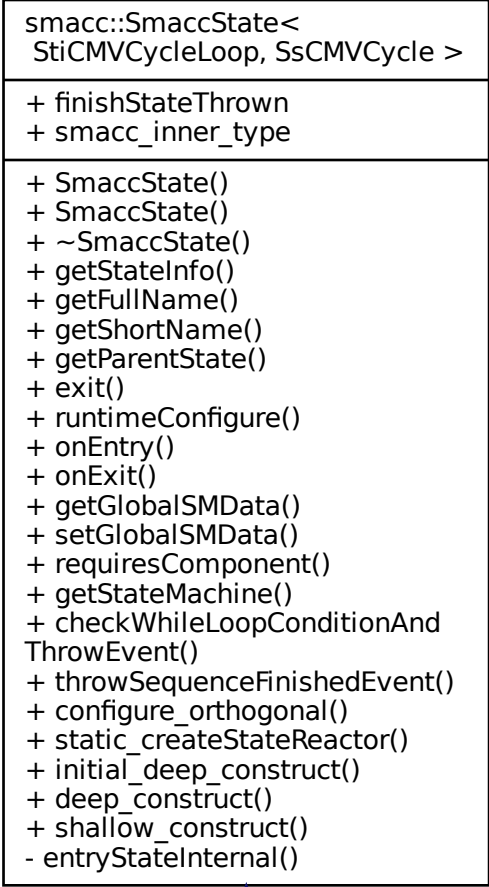 smacc::SmaccState<
StiCMVCycleLoop, SsCMVCycle >
+ finishStateThrown
+ smacc_inner_type
+ SmaccState()
+ SmaccState()
+ ~SmaccState()
+ getStateInfo()
+ getFullName()
+ getShortName()
+ getParentState()
+ exit()
+ runtimeConfigure()
+ onEntry()
+ onExit()
+ getGlobalSMData()
+ setGlobalSMData()
+ requiresComponent()
+ getStateMachine()
+ checkWhileLoopConditionAnd
ThrowEvent()
+ throwSequenceFinishedEvent()
+ configure_orthogonal()
+ static_createStateReactor()
+ initial_deep_construct()
+ deep_construct()
+ shallow_construct()
- entryStateInternal()